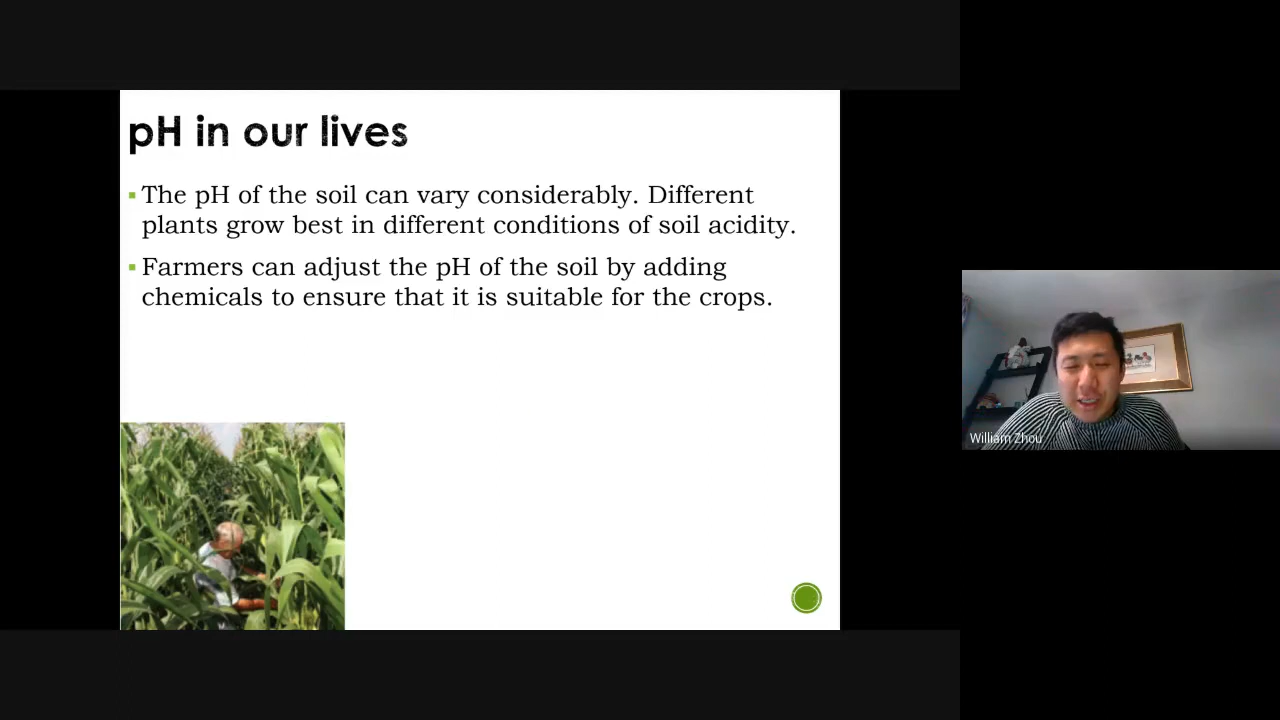 pH in our lives
▪ The pH of the soil can vary considerably. Different
plants grow best in different conditions of soil acidity.
▪ Farmers can adjust the pH of the soil by adding
chemicals to ensure that it is suitable for the crops.
William Zhou